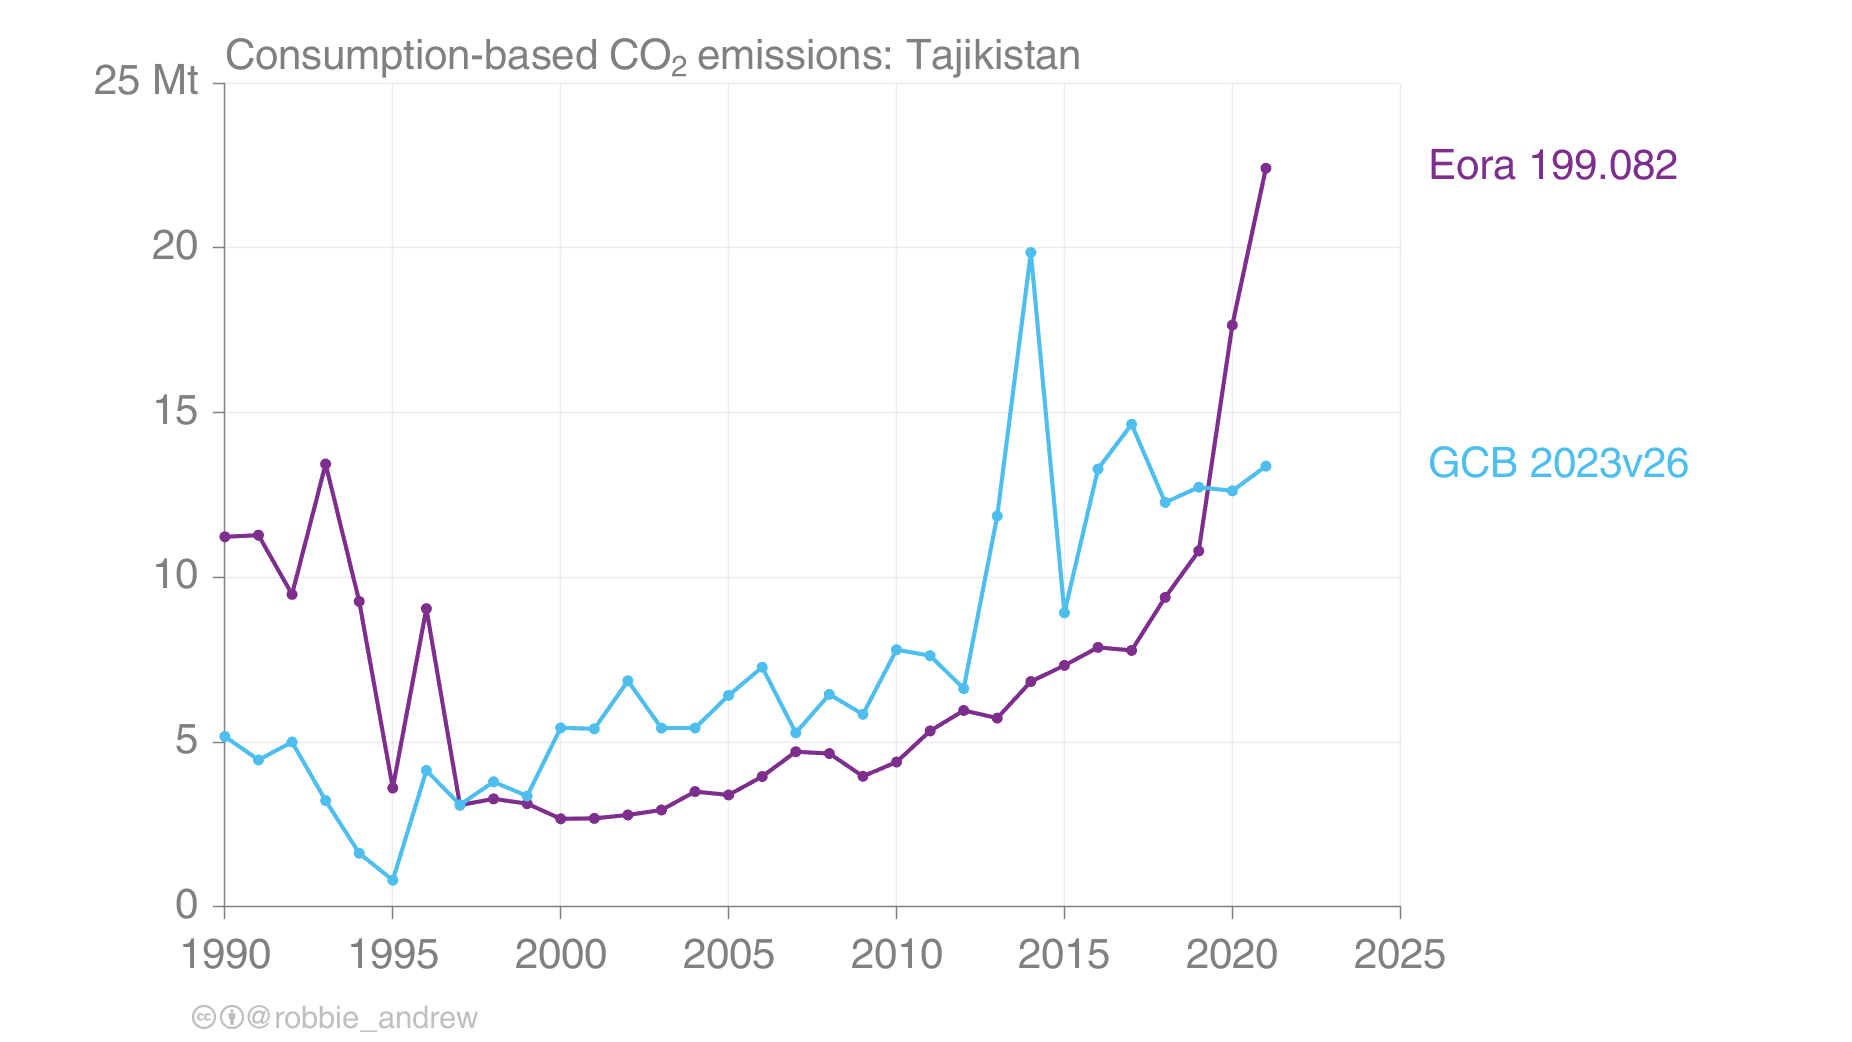 Consumption-based CO₂ emissions: Tajikistan
25 Mt
20
15
10
5
0
1990 1995 2000 2005 2010 2015 2020 2025
Eora 199.082
GCB 2023v26
cc @robbie_andrew